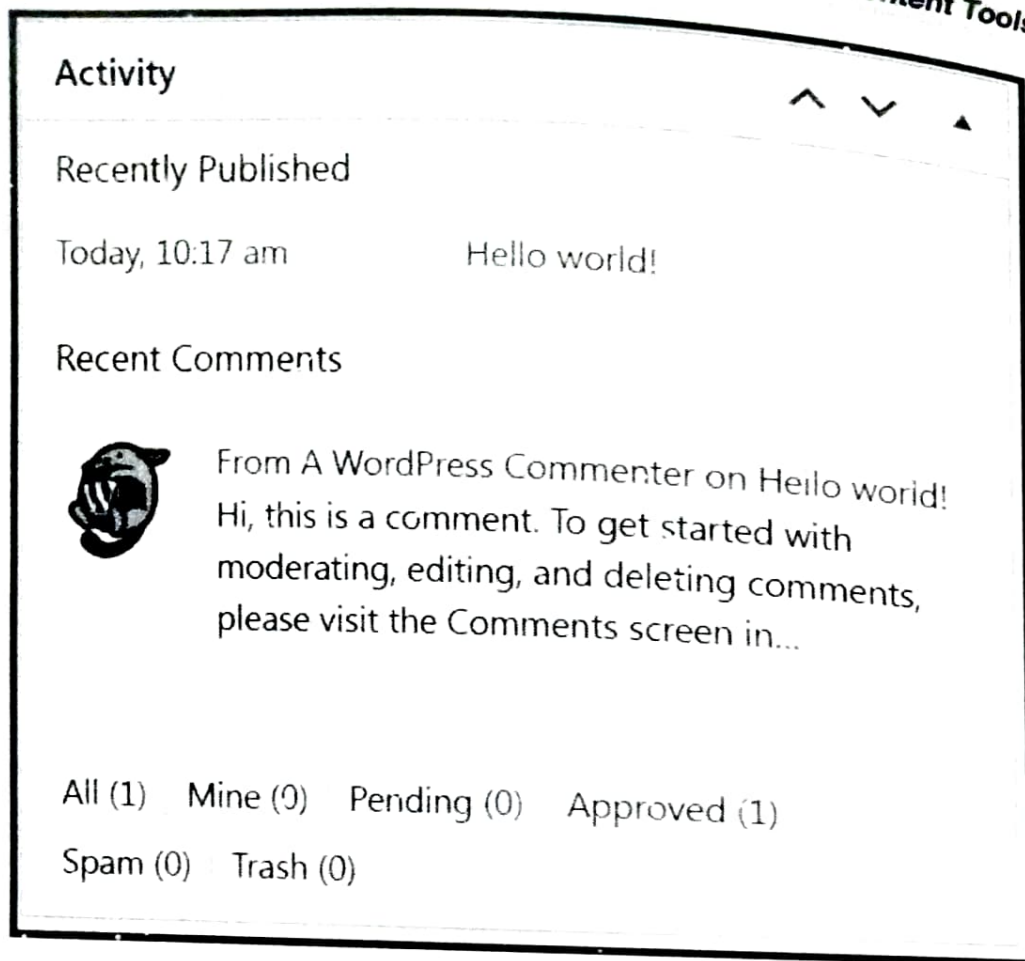 Tools
Activity
Recently Published
Today, 10:17 am Hello world!
Recent Comments
From A WordPress Commenter on Hello world!
Hi, this is a comment. To get started with
moderating, editing, and deleting comments,
please visit the Comments screen in...
All (1) Mine (0) Pending (0) Approved (1)
Spam (0) Trash (0)